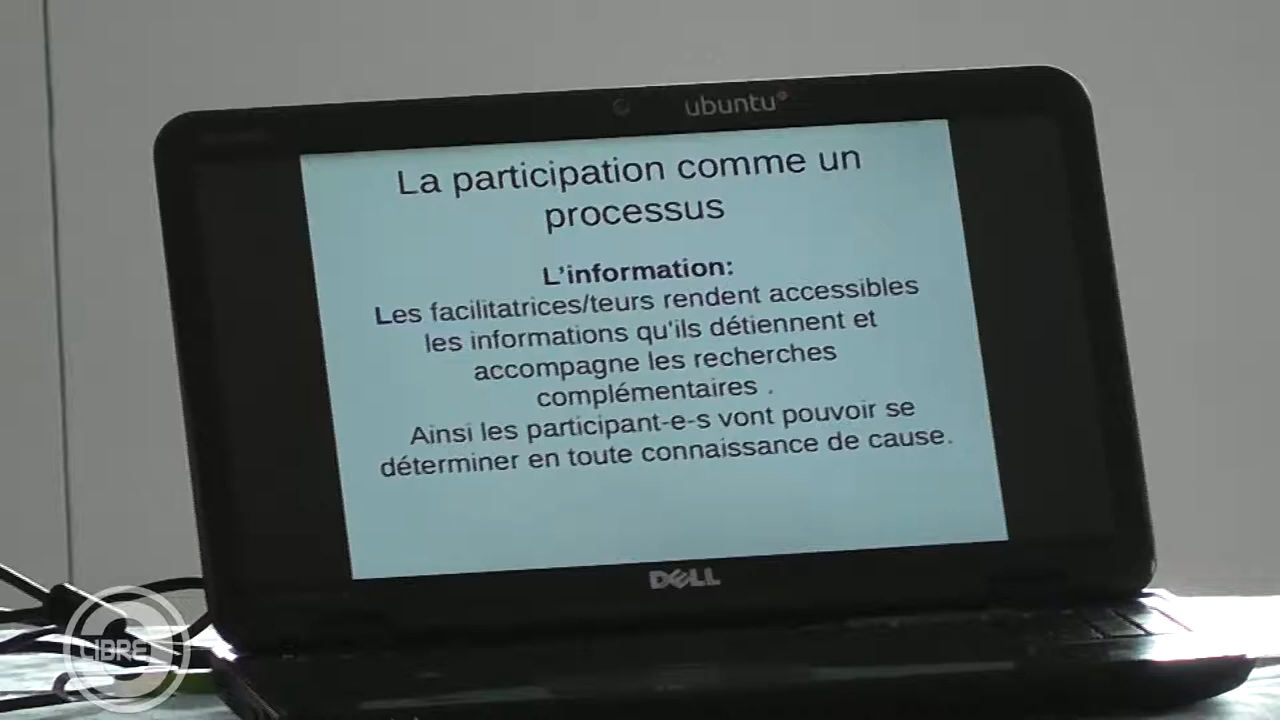 ubuntu
La participation comme un
processus
L'information:
Les facilitatrices/teurs rendent accessibles
les informations qu'ils détiennent et
accompagne les recherches
complémentaires .
Ainsi les participant-e-s vont pouvoir se
déterminer en toute connaissance de cause.
DELL
LIBRE